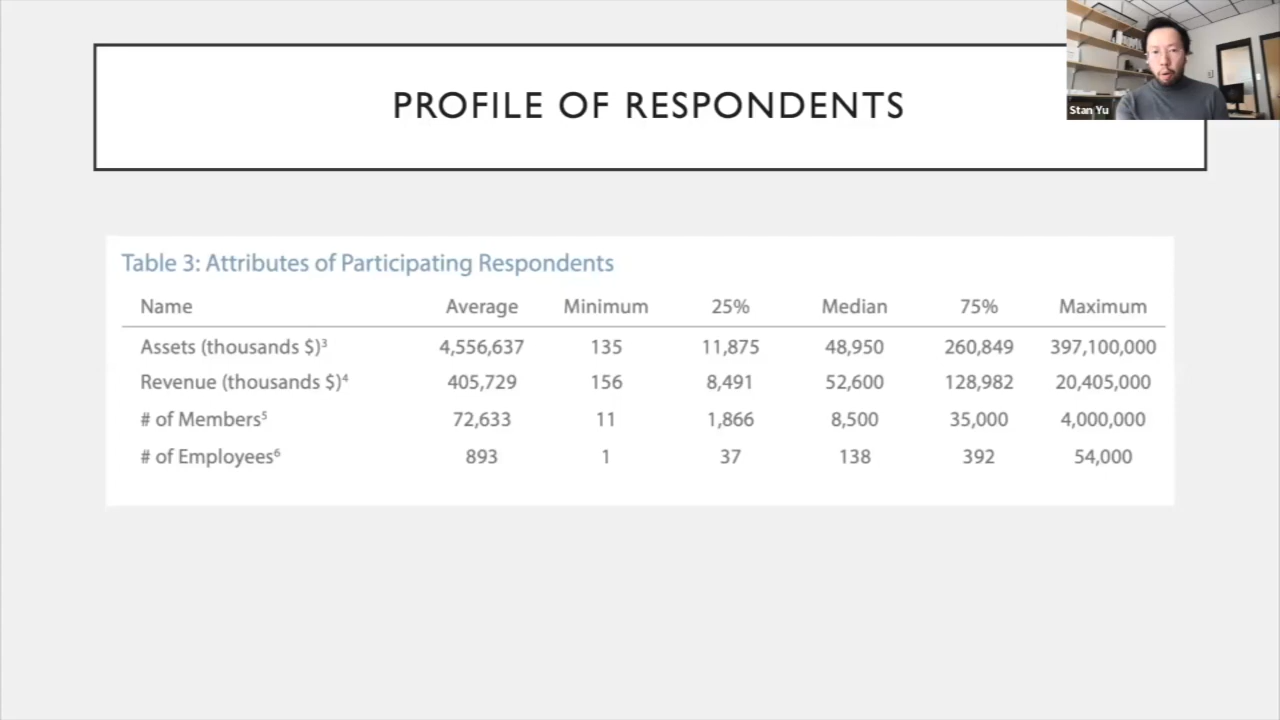 PROFILE OF RESPONDENTS
Stan Yu
Table 3: Attributes of Participating Respondents
Name Average Minimum 25% Median 75% Maximum
Assets (thousands $)³ 4,556,637 135 11,875 48,950 260,849 397,100,000
Revenue (thousands $)⁴ 405,729 156 8,491 52,600 128,982 20,405,000
# of Members⁵ 72,633 11 1,866 8,500 35,000 4,000,000
# of Employees⁶ 893 1 37 138 392 54,000